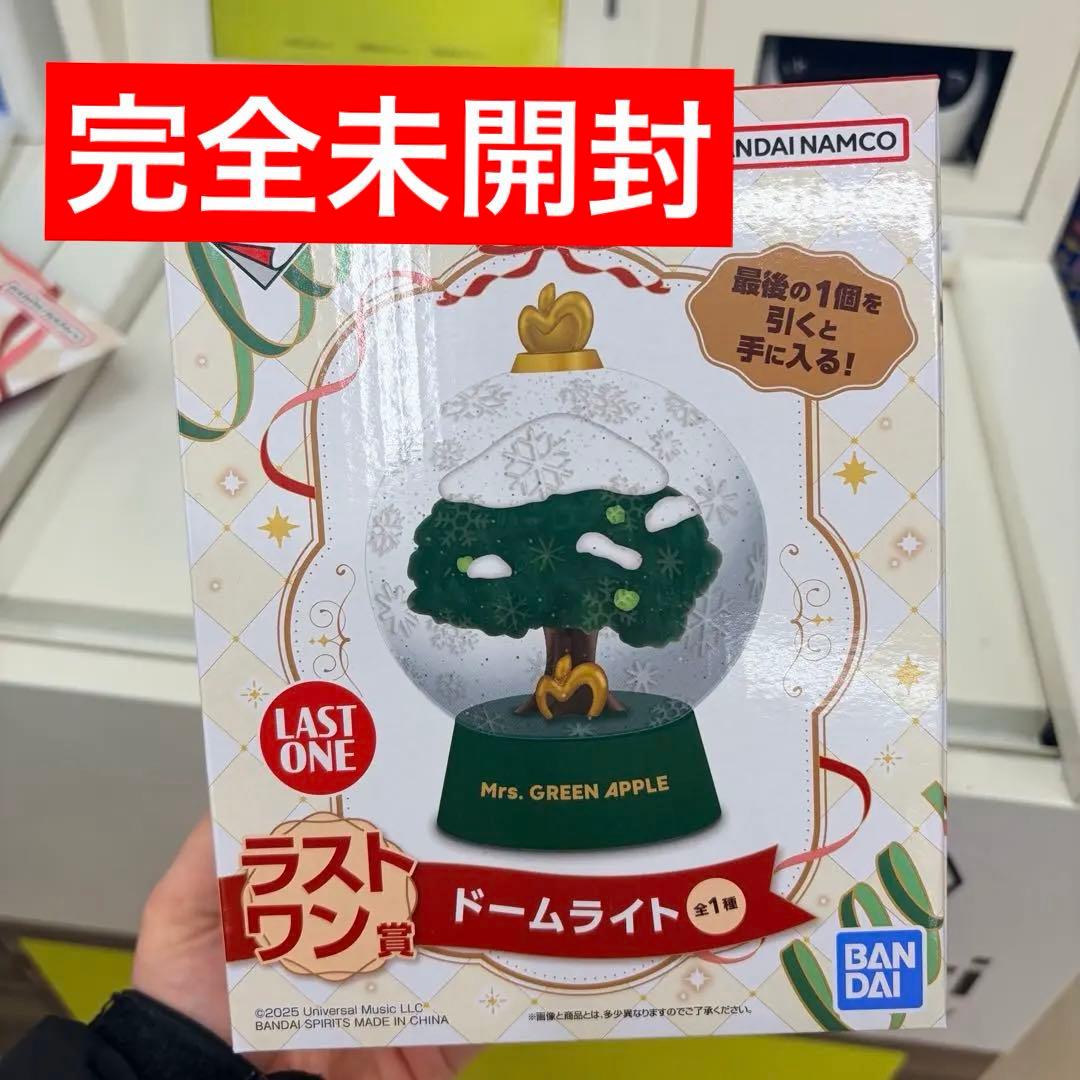 完全未開封
NDAI NAMCO
最後の1個を
引くと
手に入る!
LAST
ONE
Mrs. GREEN APPLE
ラスト
ワン賞
ドームライト 全1種
BAN
DAI
©2025 Universal Music LLC
BANDAI SPIRITS MADE IN CHINA
※画像と商品とは、多少異なりますのでご了承ください。